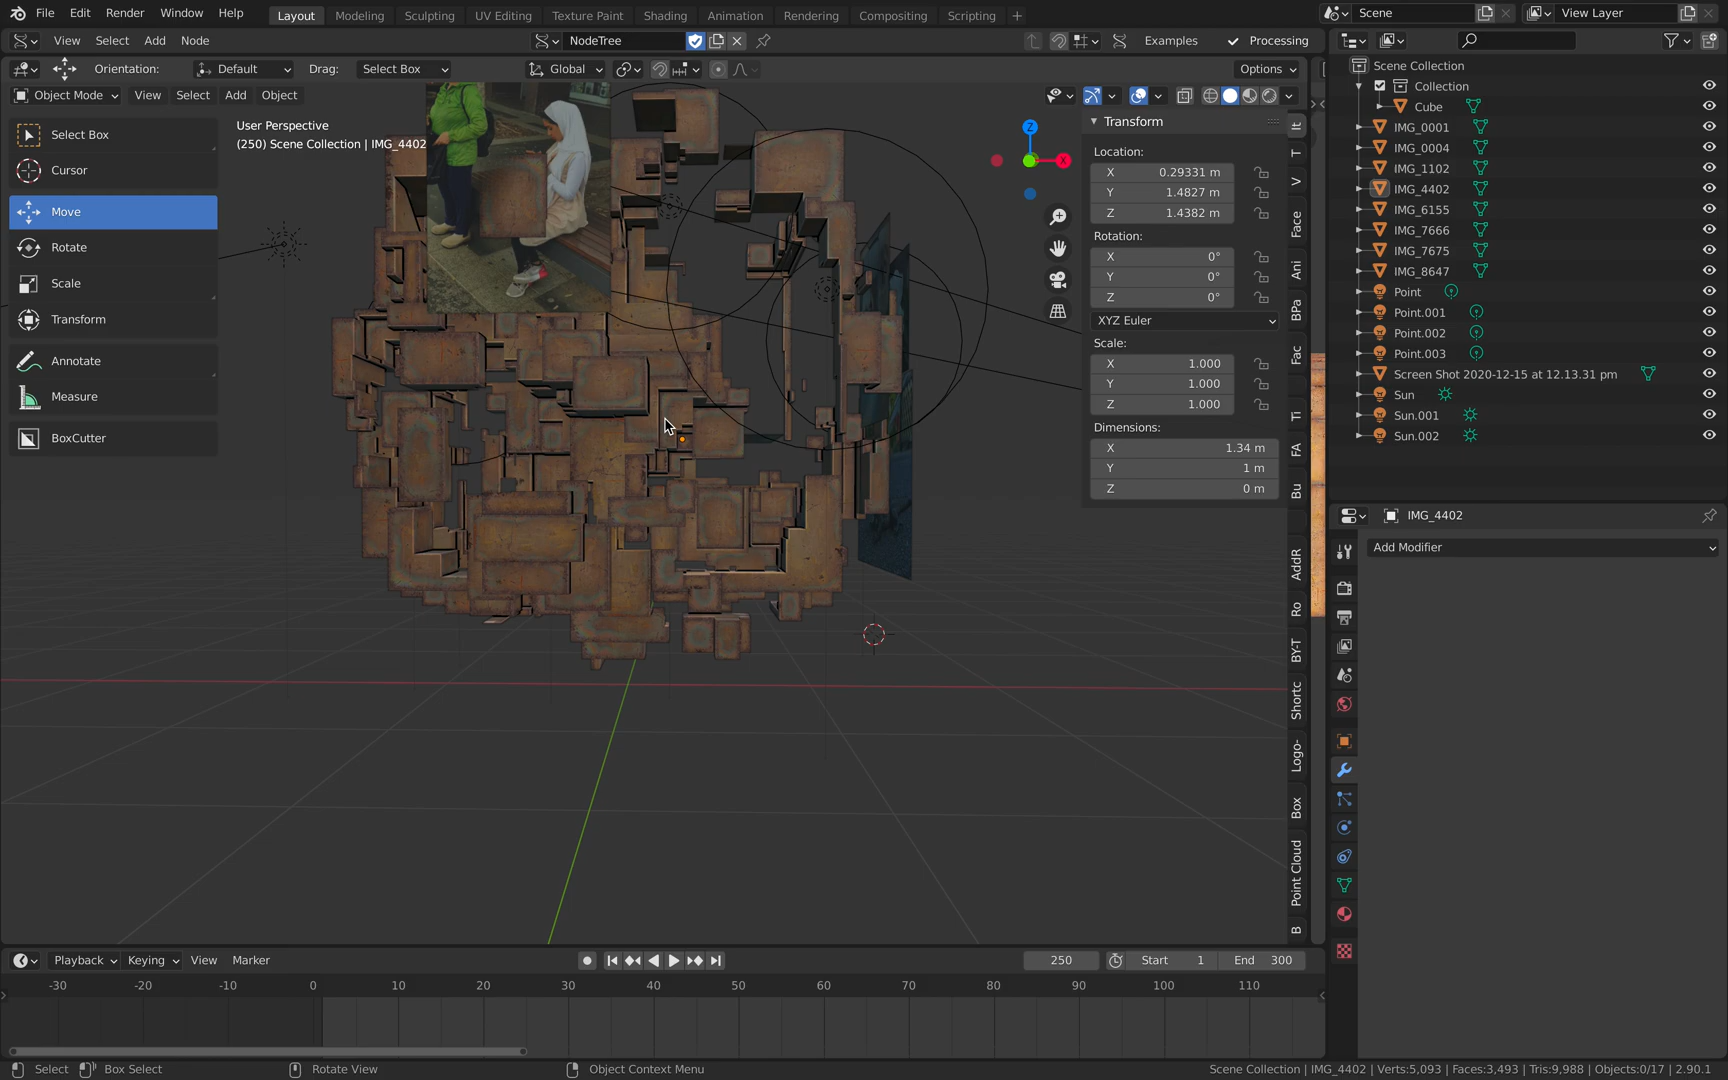 File Edit Render Window Help Layout Modeling Sculpting UV Editing Texture Paint Shading Animation Rendering Compositing Scripting + Scene View Layer
View Select Add Node NodeTree Examples Processing
Orientation: Default Drag: Select Box Global Options
Object Mode View Select Add Object
User Perspective
(250) Scene Collection | IMG_4402
Select Box
Cursor
Move
Rotate
Scale
Transform
Annotate
Measure
BoxCutter
Z
X
Transform
Location:
X 0.29331 m
Y 1.4827 m
Z 1.4382 m
Rotation:
X 0°
Y 0°
Z 0°
XYZ Euler
Scale:
X 1.000
Y 1.000
Z 1.000
Dimensions:
X 1.34 m
Y 1 m
Z 0 m
It
T
V
Face
Ani
BPa
Fac
Ti
FA
Bu
AddR
Ro
BY-T
Shortc
Logo-
Box
Point Cloud
B
Scene Collection
Collection
Cube
IMG_0001
IMG_0004
IMG_1102
IMG_4402
IMG_6155
IMG_7666
IMG_7675
IMG_8647
Point
Point.001
Point.002
Point.003
Screen Shot 2020-12-15 at 12.13.31 pm
Sun
Sun.001
Sun.002
IMG_4402
Add Modifier
Playback Keying View Marker 250 Start 1 End 300
-30 -20 -10 0 10 20 30 40 50 60 70 80 90 100 110
Select Box Select Rotate View Object Context Menu Scene Collection | IMG_4402 | Verts:5,093 | Faces:3,493 | Tris:9,988 | Objects:0/17 | 2.90.1